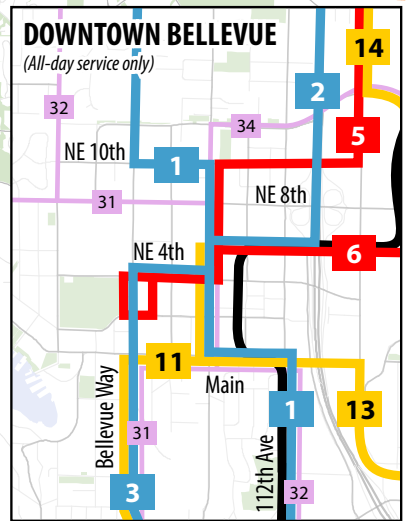 DOWNTOWN BELLEVUE
(All-day service only)
14
32
2
34
5
NE 10th
1
NE 8th
31
NE 4th
6
11
Main
Bellevue Way
1
13
31
112th Ave
3
32